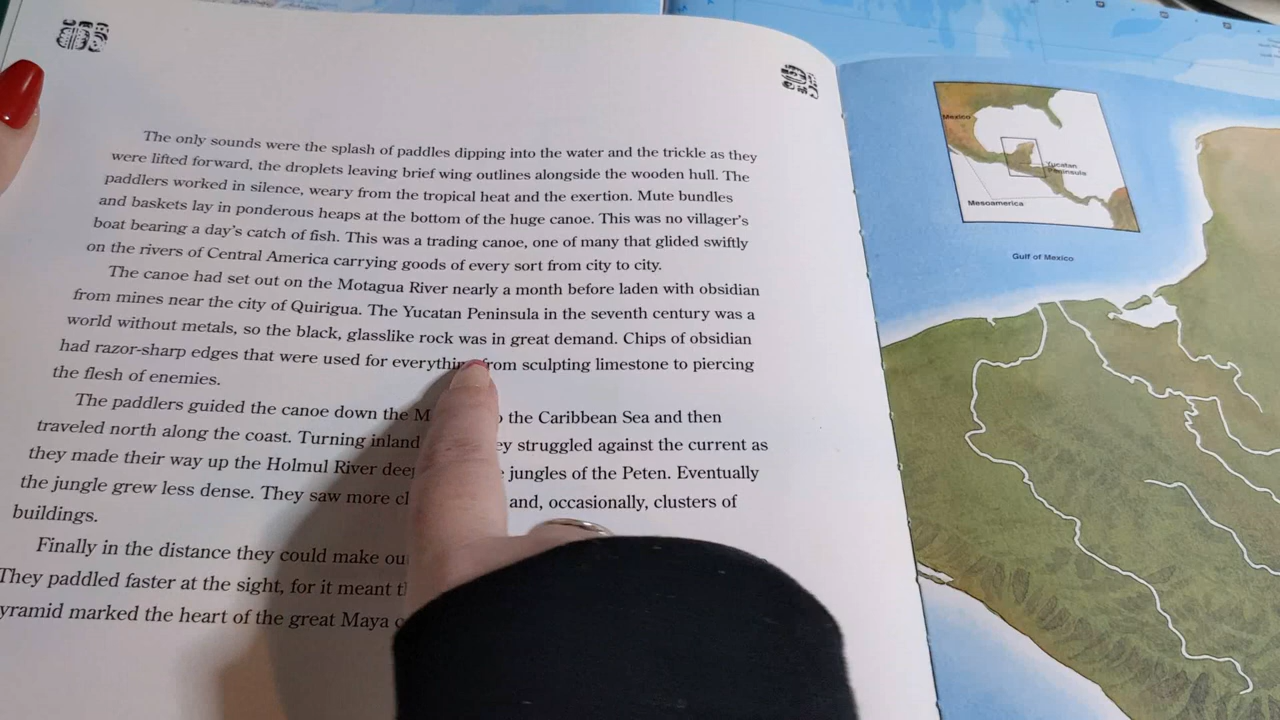 The only sounds were the splash of paddles dipping into the water and the trickle as they
were lifted forward, the droplets leaving brief wing outlines alongside the wooden hull. The
paddlers worked in silence, weary from the tropical heat and the exertion. Mute bundles
and baskets lay in ponderous heaps at the bottom of the huge canoe. This was no villager's
boat bearing a day's catch of fish. This was a trading canoe, one of many that glided swiftly
on the rivers of Central America carrying goods of every sort from city to city.
The canoe had set out on the Motagua River nearly a month before laden with obsidian
from mines near the city of Quirigua. The Yucatan Peninsula in the seventh century was a
world without metals, so the black, glasslike rock was in great demand. Chips of obsidian
had razor-sharp edges that were used for everything from sculpting limestone to piercing
the flesh of enemies.
The paddlers guided the canoe down the the Caribbean Sea and then
traveled north along the coast. Turning inland struggled against the current as
they made their way up the Holmul River jungles of the Peten. Eventually
the jungle grew less dense. They saw more and, occasionally, clusters of
buildings.
Finally in the distance they could make
They paddled faster at the sight, for it meant
yramid marked the heart of the great Maya
Mexico
Yucatan
Peninsula
Mesoamerica
Gulf of Mexico